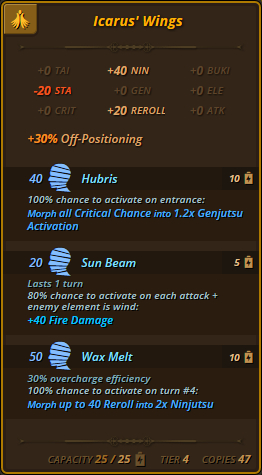 Icarus' Wings
+0 TAI +40 NIN +0 BUKI
-20 STA +0 GEN +0 ELE
+0 CRIT +20 REROLL +0 ATK
+30% Off-Positioning
40 Hubris 10
100% chance to activate on entrance:
Morph all Critical Chance into 1.2x Genjutsu
Activation
20 Sun Beam 5
Lasts 1 turn
80% chance to activate on each attack +
enemy element is wind:
+40 Fire Damage
50 Wax Melt 10
30% overcharge efficiency
100% chance to activate on turn #4:
Morph up to 40 Reroll into 2x Ninjutsu
CAPACITY 25 / 25 TIER 4 COPIES 47